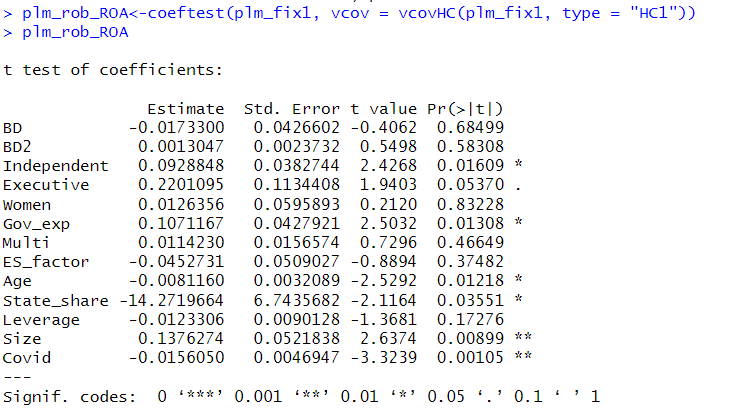 > plm_rob_ROA<-coeftest(plm_fix1, vcov = vcovHC(plm_fix1, type = "HC1"))
> plm_rob_ROA
t test of coefficients:
Estimate Std. Error t value Pr(>|t|)
BD -0.0173300 0.0426602 -0.4062 0.68499
BD2 0.0013047 0.0023732 0.5498 0.58308
Independent 0.0928848 0.0382744 2.4268 0.01609 *
Executive 0.2201095 0.1134408 1.9403 0.05370 .
Women 0.0126356 0.0595893 0.2120 0.83228
Gov_exp 0.1071167 0.0427921 2.5032 0.01308 *
Multi 0.0114230 0.0156574 0.7296 0.46649
ES_factor -0.0452731 0.0509027 -0.8894 0.37482
Age -0.0081160 0.0032089 -2.5292 0.01218 *
State_share -14.2719664 6.7435682 -2.1164 0.03551 *
Leverage -0.0123306 0.0090128 -1.3681 0.17276
Size 0.1376274 0.0521838 2.6374 0.00899 **
Covid -0.0156050 0.0046947 -3.3239 0.00105 **
---
Signif. codes: 0 ‘***’ 0.001 ‘**’ 0.01 ‘*’ 0.05 ‘.’ 0.1 ‘ ’ 1